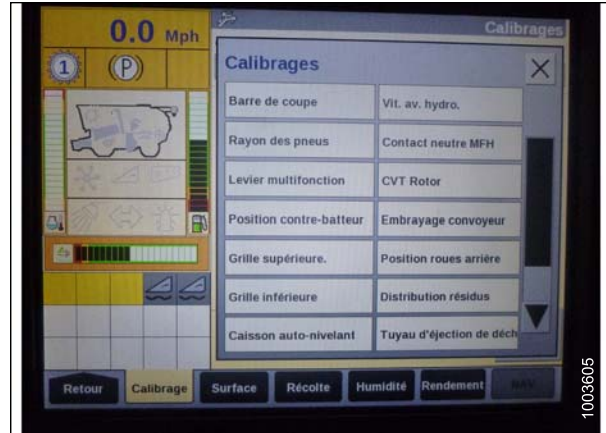 0.0 Mph
Calibrages
1
(P)
Calibrages
Barre de coupe
Vit. av. hydro.
Rayon des pneus
Contact neutre MFH
Levier multifonction
CVT Rotor
Position contre-batteur
Embrayage convoyeur
Grille supérieure.
Position roues arrière
Grille inférieure
Distribution résidus
Caisson auto-nivelant
Tuyau d'éjection de déch
Retour
Calibrage
Surface
Récolte
Humidité
Rendement
NAV
1003605